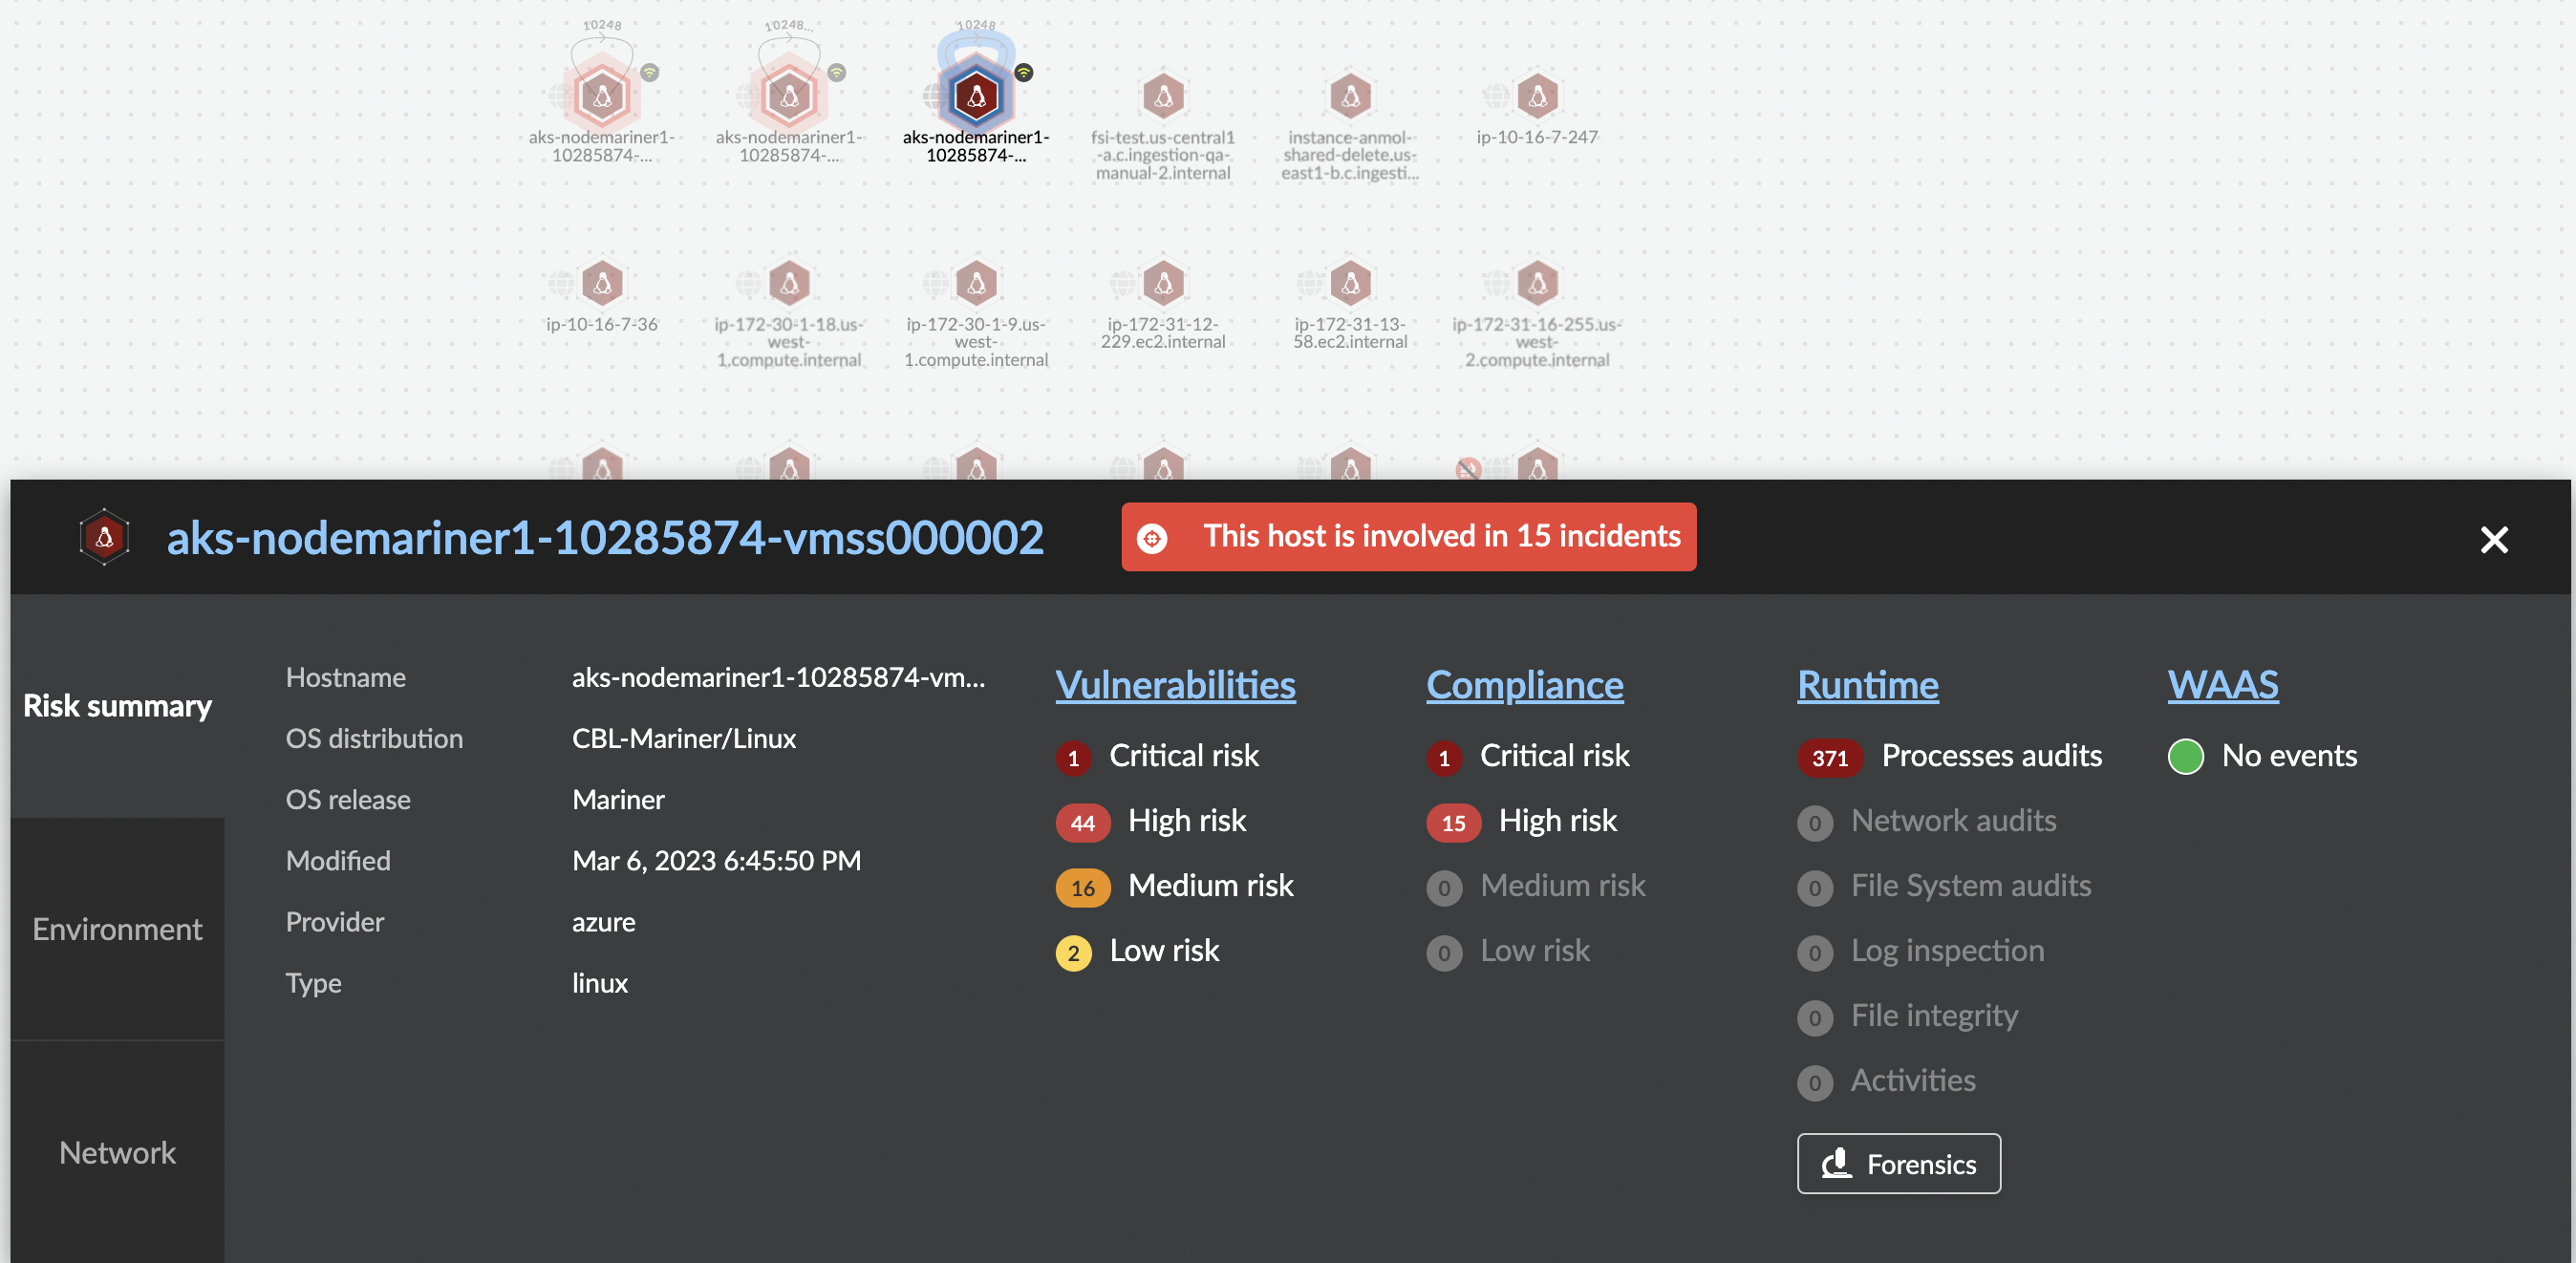 10248
10248...
10248
aks-nodemariner1-
10285874-...
aks-nodemariner1-
10285874-...
aks-nodemariner1-
10285874-...
fsi-test.us-central1
-a.c.ingestion-qa-
manual-2.internal
instance-anmol-
shared-delete.us-
east1-b.c.ingesti...
ip-10-16-7-247
ip-10-16-7-36
ip-172-30-1-18.us-
west-
1.compute.internal
ip-172-30-1-9.us-
west-
1.compute.internal
ip-172-31-12-
229.ec2.internal
ip-172-31-13-
58.ec2.internal
ip-172-31-16-255.us-
west-
2.compute.internal
aks-nodemariner1-10285874-vmss000002
This host is involved in 15 incidents
Risk summary
Environment
Network
Hostname aks-nodemariner1-10285874-vm...
OS distribution CBL-Mariner/Linux
OS release Mariner
Modified Mar 6, 2023 6:45:50 PM
Provider azure
Type linux
Vulnerabilities
1 Critical risk
44 High risk
16 Medium risk
2 Low risk
Compliance
1 Critical risk
15 High risk
0 Medium risk
0 Low risk
Runtime
371 Processes audits
0 Network audits
0 File System audits
0 Log inspection
0 File integrity
0 Activities
Forensics
WAAS
No events